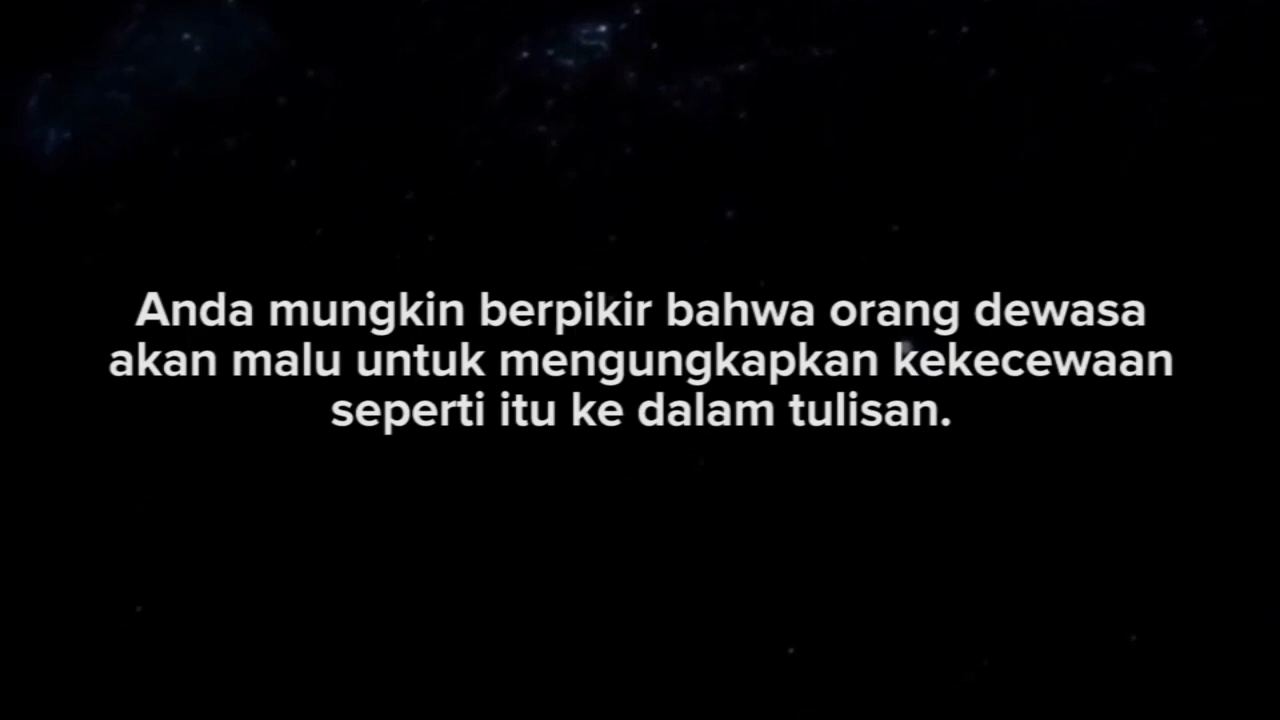 Anda mungkin berpikir bahwa orang dewasa
akan malu untuk mengungkapkan kekecewaan
seperti itu ke dalam tulisan.